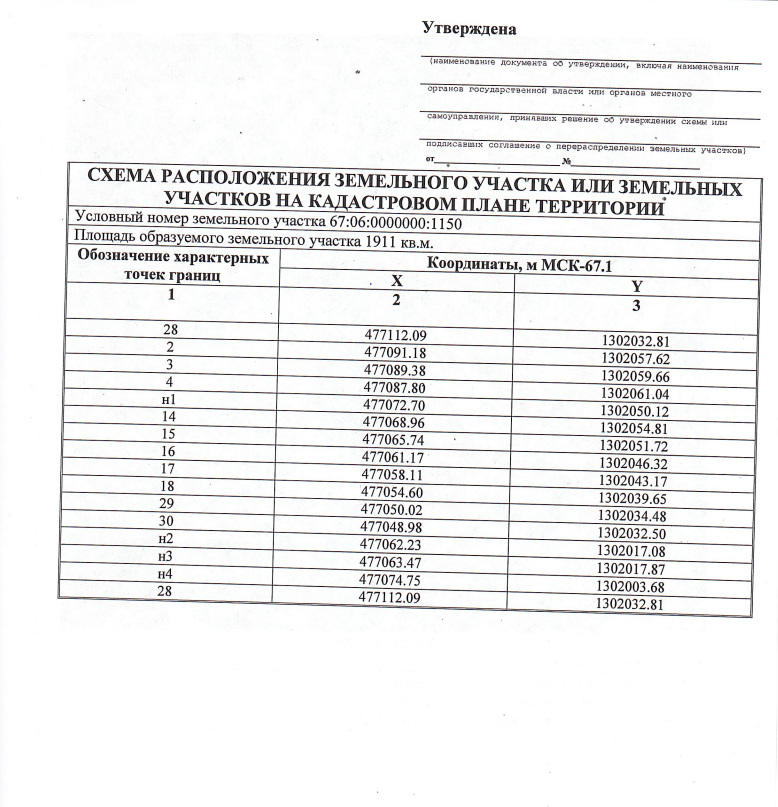 Утверждена
(наименование документа об утверждении, включая наименования
органов государственной власти или органов местного
самоуправления, принявших решение об утверждении схемы или
подписавших соглашение о перераспределении земельных участков)
от____________________ №____________________
СХЕМА РАСПОЛОЖЕНИЯ ЗЕМЕЛЬНОГО УЧАСТКА ИЛИ ЗЕМЕЛЬНЫХ
УЧАСТКОВ НА КАДАСТРОВОМ ПЛАНЕ ТЕРРИТОРИИ
Условный номер земельного участка 67:06:0000000:1150
Площадь образуемого земельного участка 1911 кв.м.
Обозначение характерных точек границ Координаты, м МСК-67.1
X Y
1 2 3
28 477112.09 1302032.81
2 477091.18 1302057.62
3 477089.38 1302059.66
4 477087.80 1302061.04
н1 477072.70 1302050.12
14 477068.96 1302054.81
15 477065.74 1302051.72
16 477061.17 1302046.32
17 477058.11 1302043.17
18 477054.60 1302039.65
29 477050.02 1302034.48
30 477048.98 1302032.50
н2 477062.23 1302017.08
н3 477063.47 1302017.87
н4 477074.75 1302003.68
28 477112.09 1302032.81